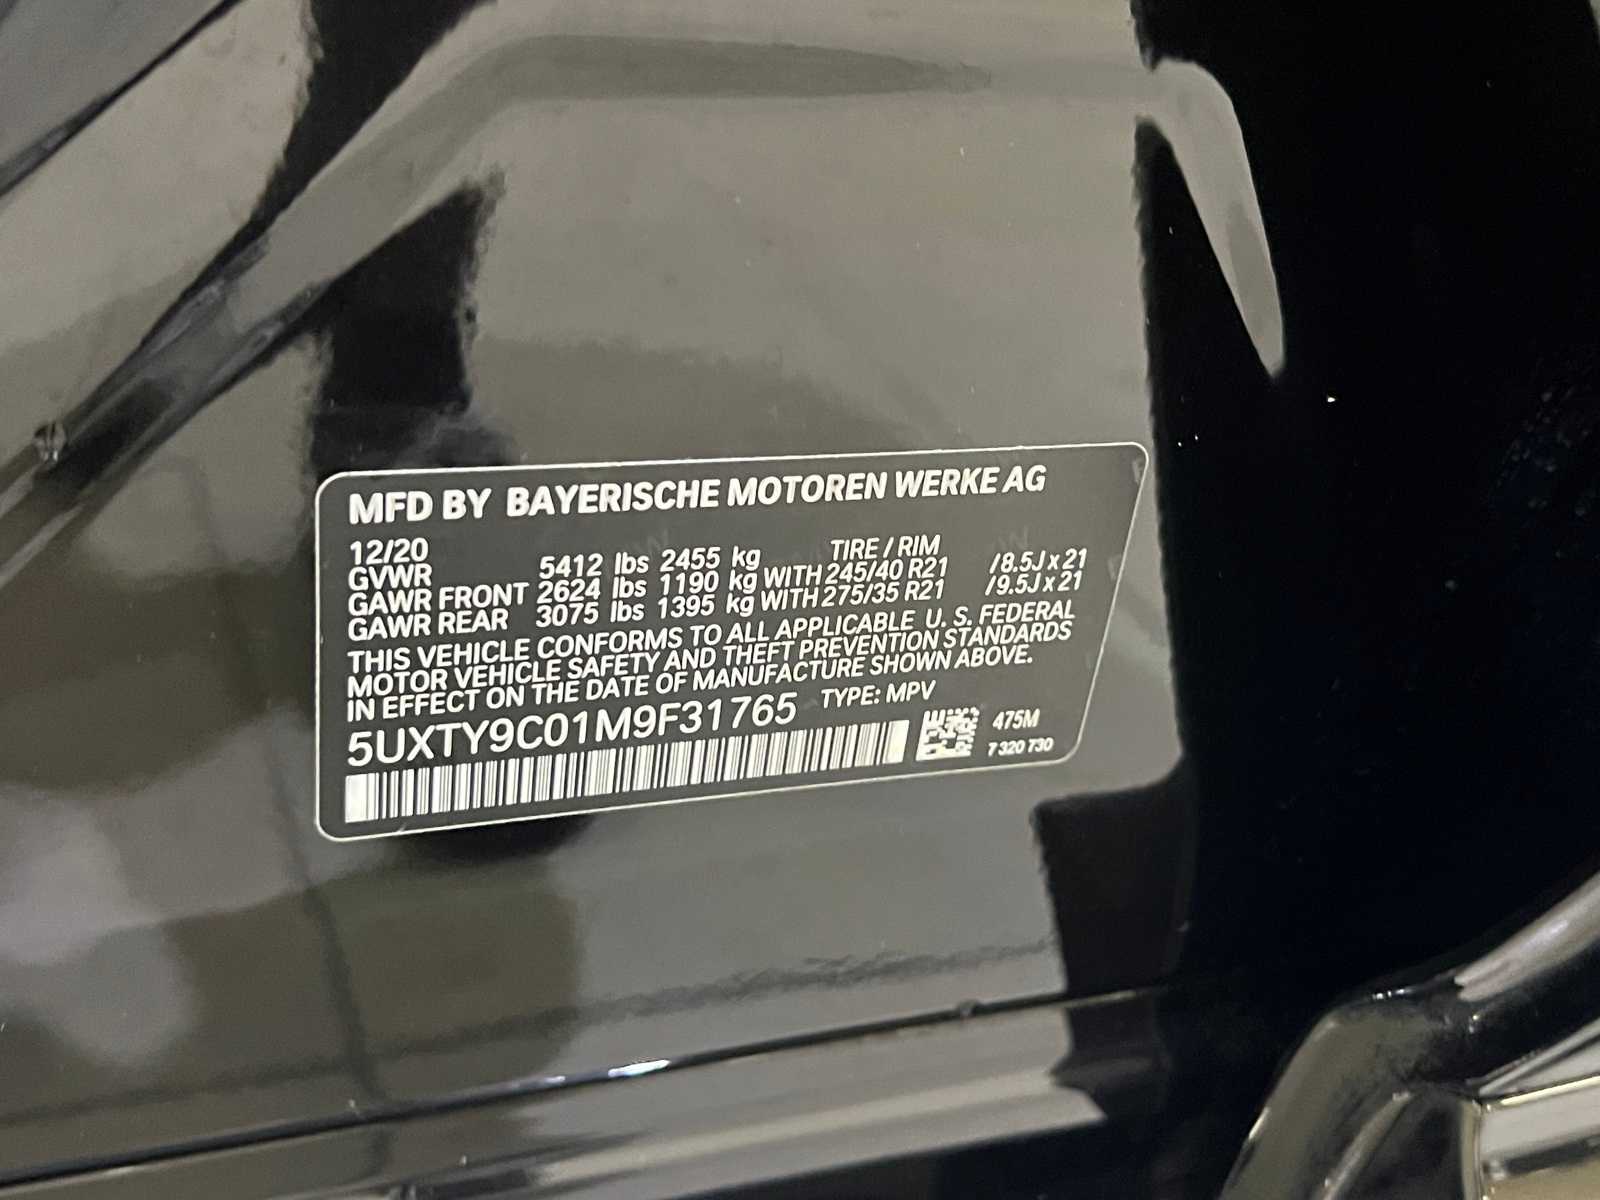 MFD BY BAYERISCHE MOTOREN WERKE AG
12/20 TIRE / RIM
GVWR 5412 lbs 2455 kg
GAWR FRONT 2624 lbs 1190 kg WITH 245/40 R21 /8.5J x 21
GAWR REAR 3075 lbs 1395 kg WITH 275/35 R21 /9.5J x 21
THIS VEHICLE CONFORMS TO ALL APPLICABLE U. S. FEDERAL
MOTOR VEHICLE SAFETY AND THEFT PREVENTION STANDARDS
IN EFFECT ON THE DATE OF MANUFACTURE SHOWN ABOVE.
5UXTY9C01M9F31765 TYPE: MPV
475M
7 320 730